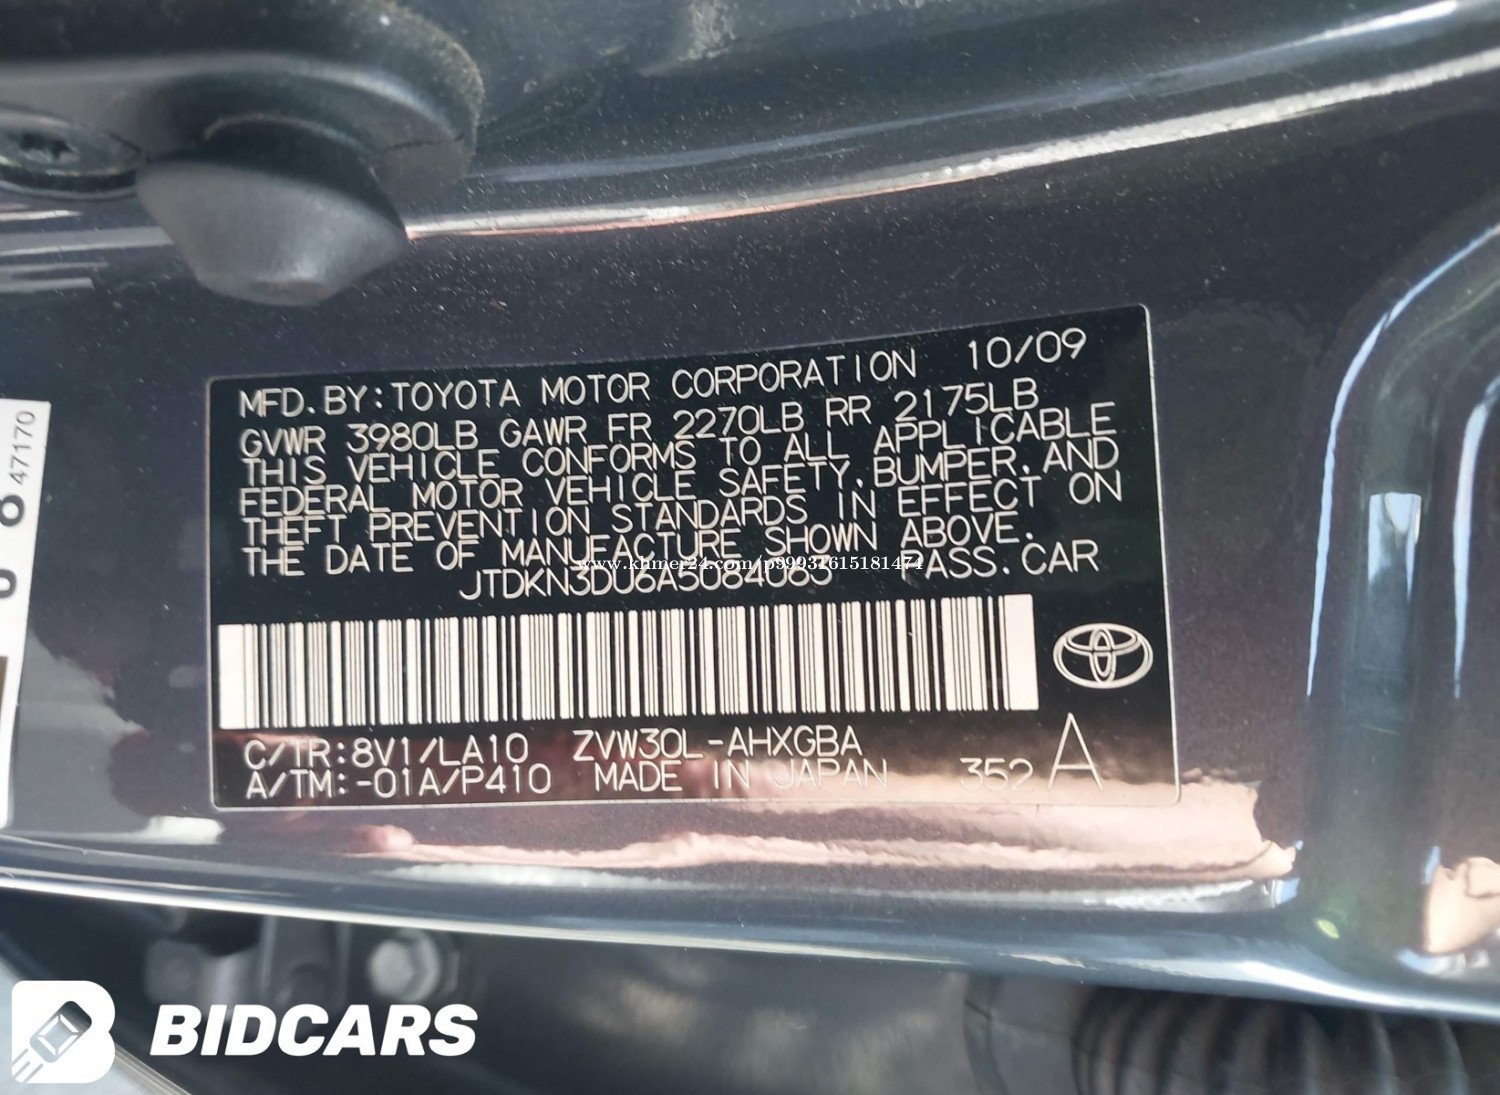 MFD. BY: TOYOTA MOTOR CORPORATION 10/09
GVWR 3980LB GAWR FR 2270LB RR 2175LB
THIS VEHICLE CONFORMS TO ALL APPLICABLE
FEDERAL MOTOR VEHICLE SAFETY, BUMPER, AND
THEFT PREVENTION STANDARDS IN EFFECT ON
THE DATE OF MANUFACTURE SHOWN ABOVE.
www.khmer24.com/p99931615181474
JTDKN3DU6A5084063 PASS. CAR
C/TR:8V1/LA10 ZVW30L-AHXGBA
A/TM:-01A/P410 MADE IN JAPAN 352 A
47170
BIDCARS